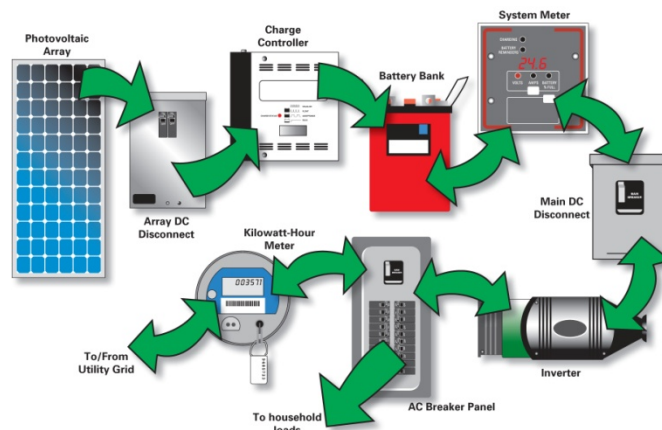 Photovoltaic
Array
Charge
Controller
System Meter
Battery Bank
24.6
Array DC
Disconnect
Main DC
Disconnect
Kilowatt-Hour
Meter
003571
To/From
Utility Grid
Inverter
AC Breaker Panel
To household
loads